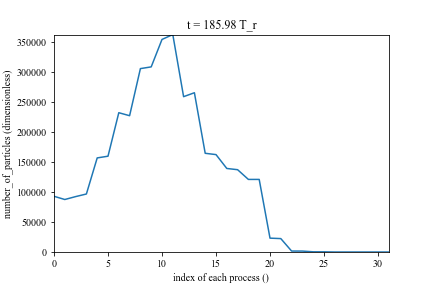 t = 185.98 T_r
number_of_particles (dimensionless)
350000
300000
250000
200000
150000
100000
50000
0
0 5 10 15 20 25 30
index of each process ()